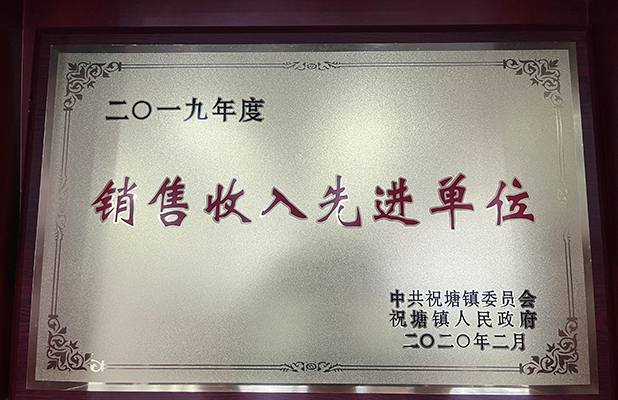 二〇一九年度
销售收入先进单位
中共祝塘镇委员会
祝塘镇人民政府
二〇二〇年二月